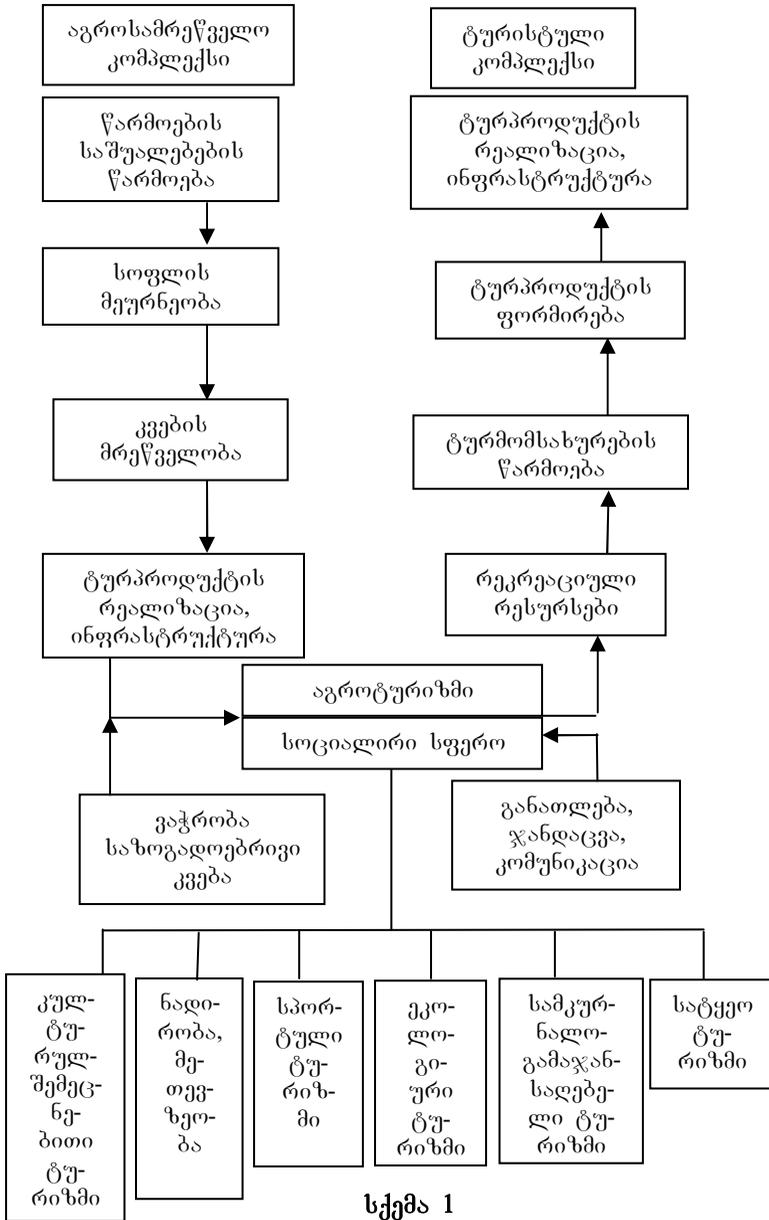 აგროსამრეწველო
კომპლექსი
ტურისტული
კომპლექსი
წარმოების
საშუალებების
წარმოება
ტურპროდუქტის
რეალიზაცია,
ინფრასტრუქტურა
სოფლის
მეურნეობა
ტურპროდუქტის
ფორმირება
კვების
მრეწველობა
ტურმომსახურების
წარმოება
ტურპროდუქტის
რეალიზაცია,
ინფრასტრუქტურა
რეკრეაციული
რესურსები
აგროტურიზმი
სოციალირი სფერო
ვაჭრობა
საზოგადოებრივი
კვება
განათლება,
ჯანდაცვა,
კომუნიკაცია
კულ-
ტუ-
რულ-
შემეც-
ნე-
ბითი
ტუ-
რიზმი
ნადი-
რობა,
მე-
თევ-
ზეო-
ბა
სპორ-
ტული
ტუ-
რიზ-
მი
ეკო-
ლო-
გი-
ური
ტუ-
რიზმი
სამკურ-
ნალო-
გამაჯან-
საღებე-
ლი ტუ-
რიზმი
სატყეო
ტუ-
რიზმი
სქემა 1